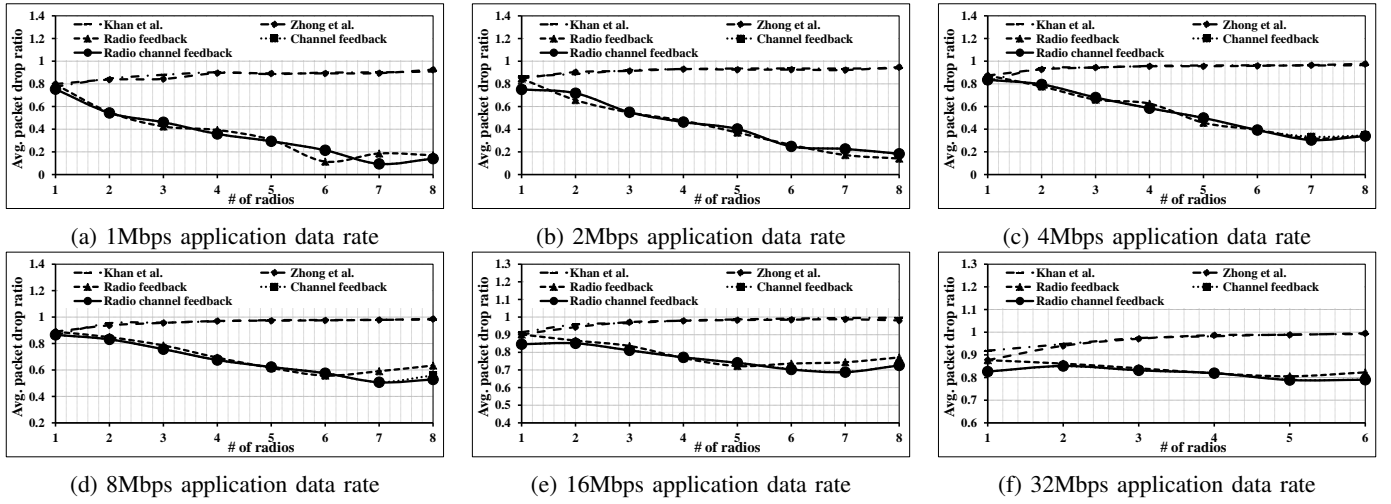 1.4
1.2
1
0.8
0.6
0.4
0.2
0
Avg. packet drop ratio
Khan et al. Zhong et al.
Radio feedback Channel feedback
Radio channel feedback
1 2 3 4 5 6 7 8
# of radios
(a) 1Mbps application data rate
1.4
1.2
1
0.8
0.6
0.4
0.2
0
Avg. packet drop ratio
Khan et al. Zhong et al.
Radio feedback Channel feedback
Radio channel feedback
1 2 3 4 5 6 7 8
# of radios
(b) 2Mbps application data rate
1.4
1.2
1
0.8
0.6
0.4
0.2
0
Avg. packet drop ratio
Khan et al. Zhong et al.
Radio feedback Channel feedback
Radio channel feedback
1 2 3 4 5 6 7 8
# of radios
(c) 4Mbps application data rate
1.4
1.2
1
0.8
0.6
0.4
0.2
Avg. packet drop ratio
Khan et al. Zhong et al.
Radio feedback Channel feedback
Radio channel feedback
1 2 3 4 5 6 7 8
# of radios
(d) 8Mbps application data rate
1.3
1.2
1.1
1
0.9
0.8
0.7
0.6
0.5
0.4
Avg. packet drop ratio
Khan et al. Zhong et al.
Radio feedback Channel feedback
Radio channel feedback
1 2 3 4 5 6 7 8
# of radios
(e) 16Mbps application data rate
1.3
1.2
1.1
1
0.9
0.8
0.7
0.6
Avg. packet drop ratio
Khan et al. Zhong et al.
Radio feedback Channel feedback
Radio channel feedback
1 2 3 4 5 6
# of radios
(f) 32Mbps application data rate